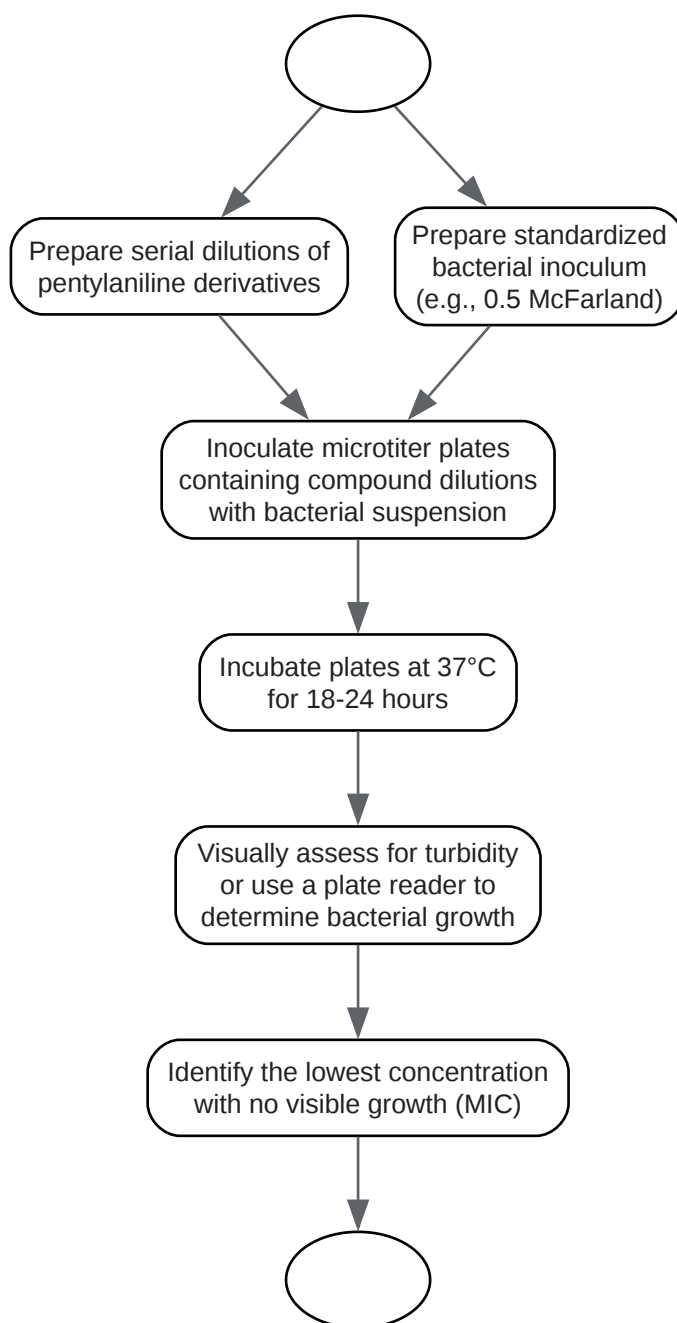 Prepare serial dilutions of
pentylaniline derivatives
Prepare standardized
bacterial inoculum
(e.g., 0.5 McFarland)
Inoculate microtiter plates
containing compound dilutions
with bacterial suspension
Incubate plates at 37°C
for 18-24 hours
Visually assess for turbidity
or use a plate reader to
determine bacterial growth
Identify the lowest concentration
with no visible growth (MIC)